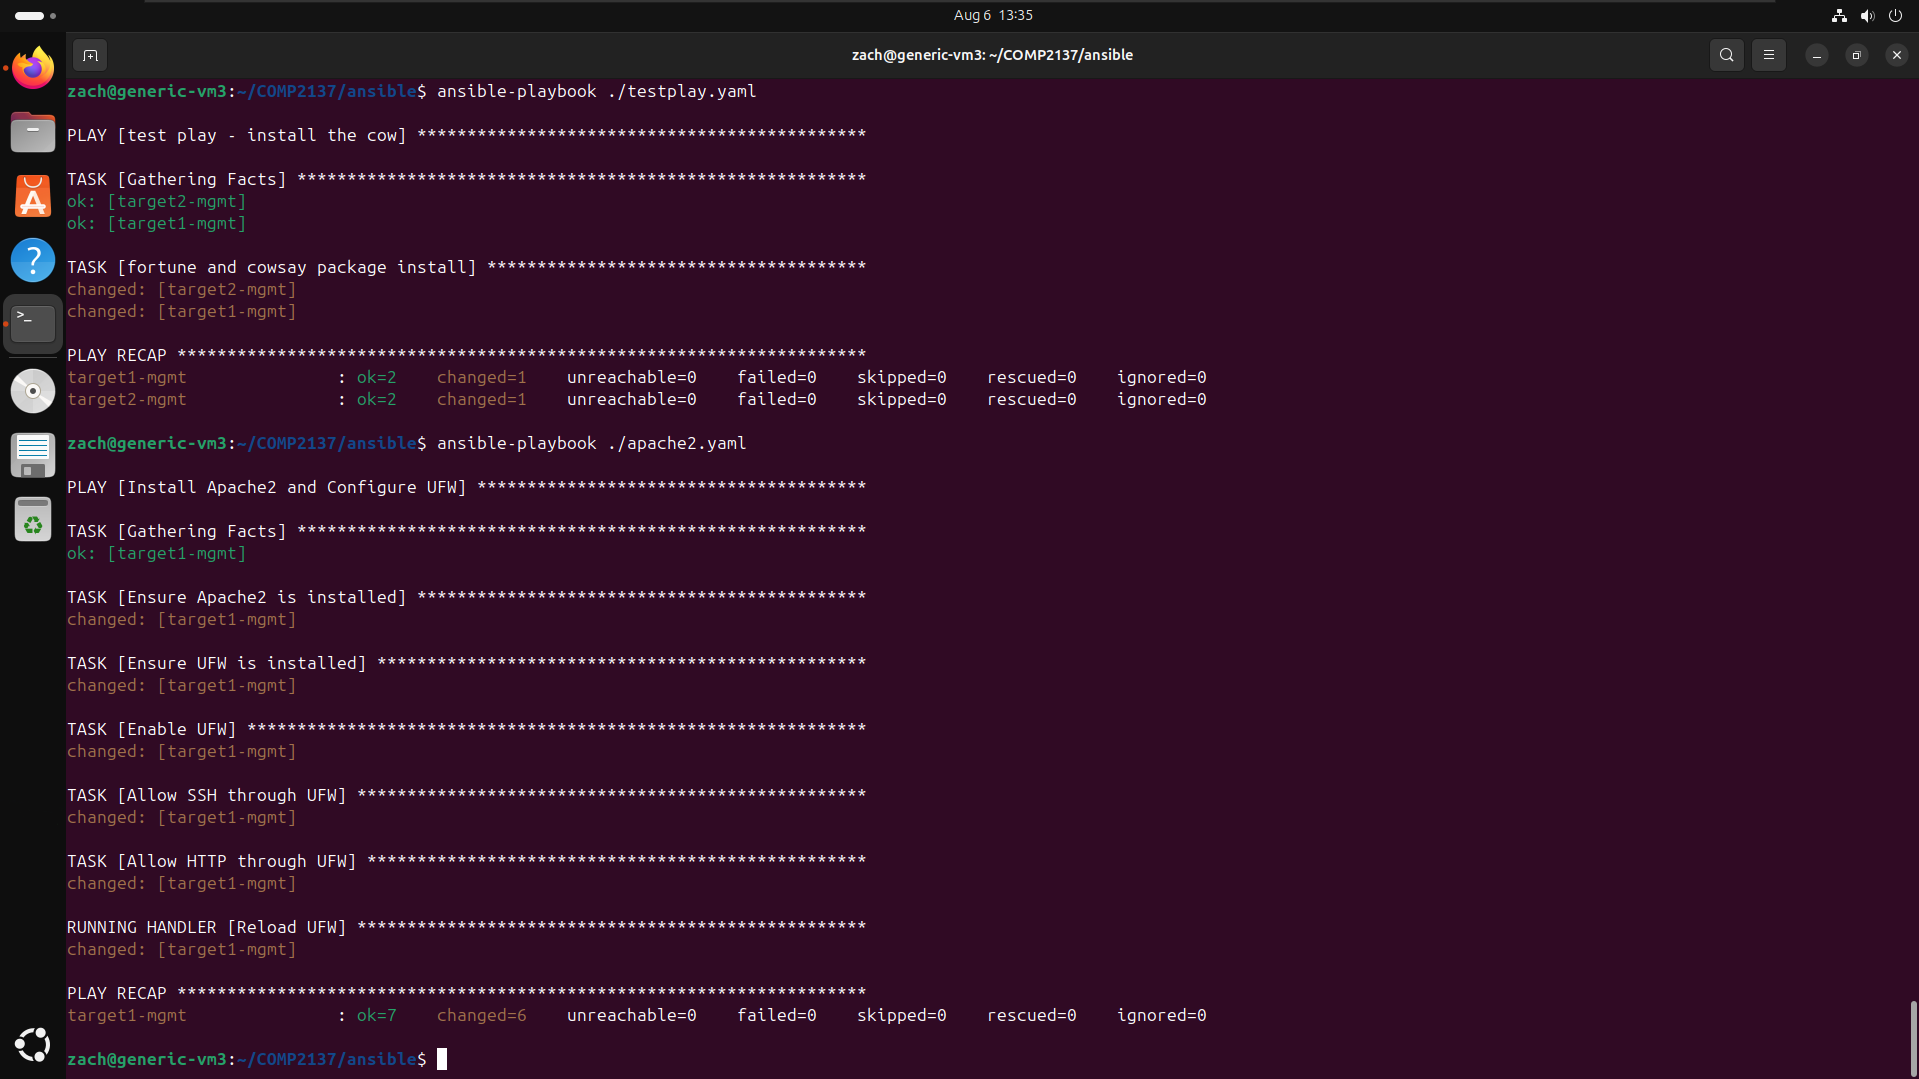 Aug 6 13:35
zach@generic-vm3: ~/COMP2137/ansible
zach@generic-vm3:~/COMP2137/ansible$ ansible-playbook ./testplay.yaml
PLAY [test play - install the cow] *********************************************
TASK [Gathering Facts] *********************************************************
ok: [target2-mgmt]
ok: [target1-mgmt]
TASK [fortune and cowsay package install] **************************************
changed: [target2-mgmt]
changed: [target1-mgmt]
PLAY RECAP *********************************************************************
target1-mgmt               : ok=2    changed=1    unreachable=0    failed=0    skipped=0    rescued=0    ignored=0
target2-mgmt               : ok=2    changed=1    unreachable=0    failed=0    skipped=0    rescued=0    ignored=0
zach@generic-vm3:~/COMP2137/ansible$ ansible-playbook ./apache2.yaml
PLAY [Install Apache2 and Configure UFW] ***************************************
TASK [Gathering Facts] *********************************************************
ok: [target1-mgmt]
TASK [Ensure Apache2 is installed] *********************************************
changed: [target1-mgmt]
TASK [Ensure UFW is installed] *************************************************
changed: [target1-mgmt]
TASK [Enable UFW] **************************************************************
changed: [target1-mgmt]
TASK [Allow SSH through UFW] ***************************************************
changed: [target1-mgmt]
TASK [Allow HTTP through UFW] **************************************************
changed: [target1-mgmt]
RUNNING HANDLER [Reload UFW] ***************************************************
changed: [target1-mgmt]
PLAY RECAP *********************************************************************
target1-mgmt               : ok=7    changed=6    unreachable=0    failed=0    skipped=0    rescued=0    ignored=0
zach@generic-vm3:~/COMP2137/ansible$